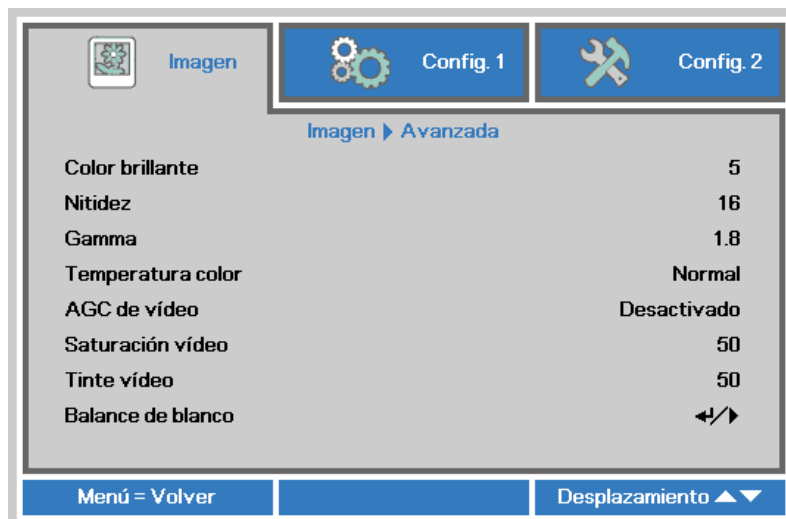 Imagen Config. 1 Config. 2
Imagen ▶ Avanzada
Color brillante 5
Nitidez 16
Gamma 1.8
Temperatura color Normal
AGC de vídeo Desactivado
Saturación vídeo 50
Tinte vídeo 50
Balance de blanco ↵/▶
Menú = Volver Desplazamiento ▲▼